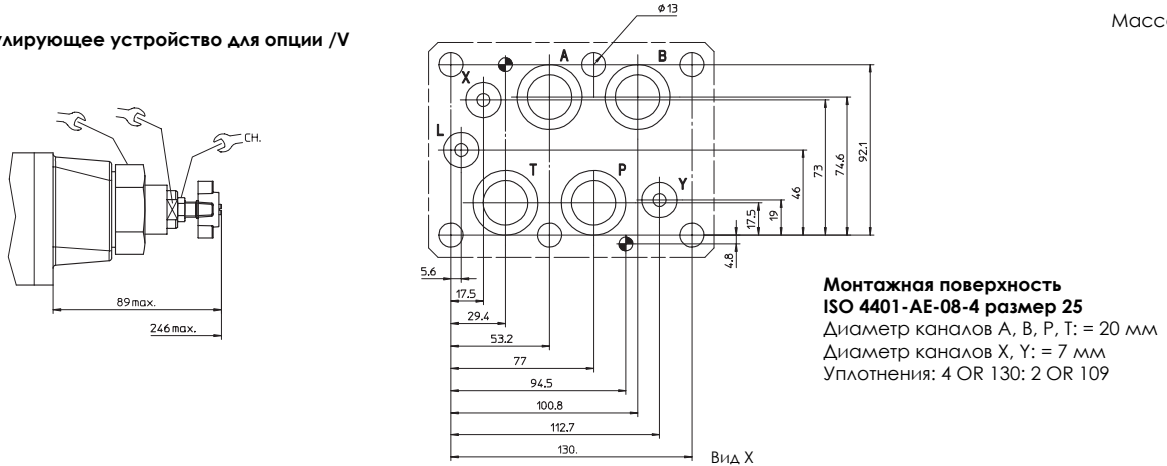 ⌀13
улирующее устройство для опции /V
Масс
A
B
X
L
T
P
Y
CH.
92.1
74.6
73
46
19
17.5
4.8
5.6
17.5
29.4
53.2
77
94.5
100.8
112.7
130.
89max.
246max.
Монтажная поверхность
ISO 4401-AE-08-4 размер 25
Диаметр каналов A, B, P, T: = 20 мм
Диаметр каналов X, Y: = 7 мм
Уплотнения: 4 OR 130: 2 OR 109
Вид X